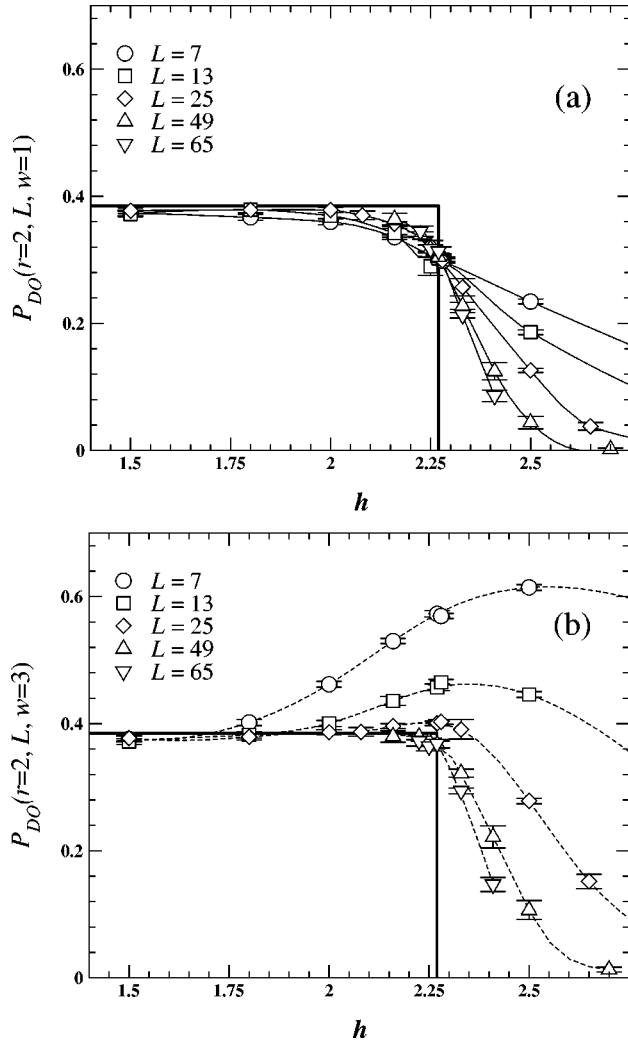 0.6
0.4
0.2
0
P_DO(r=2, L, w=1)
L = 7
L = 13
L = 25
L = 49
L = 65
(a)
1.5 1.75 2 2.25 2.5
h
0.6
0.4
0.2
0
P_DO(r=2, L, w=3)
L = 7
L = 13
L = 25
L = 49
L = 65
(b)
1.5 1.75 2 2.25 2.5
h